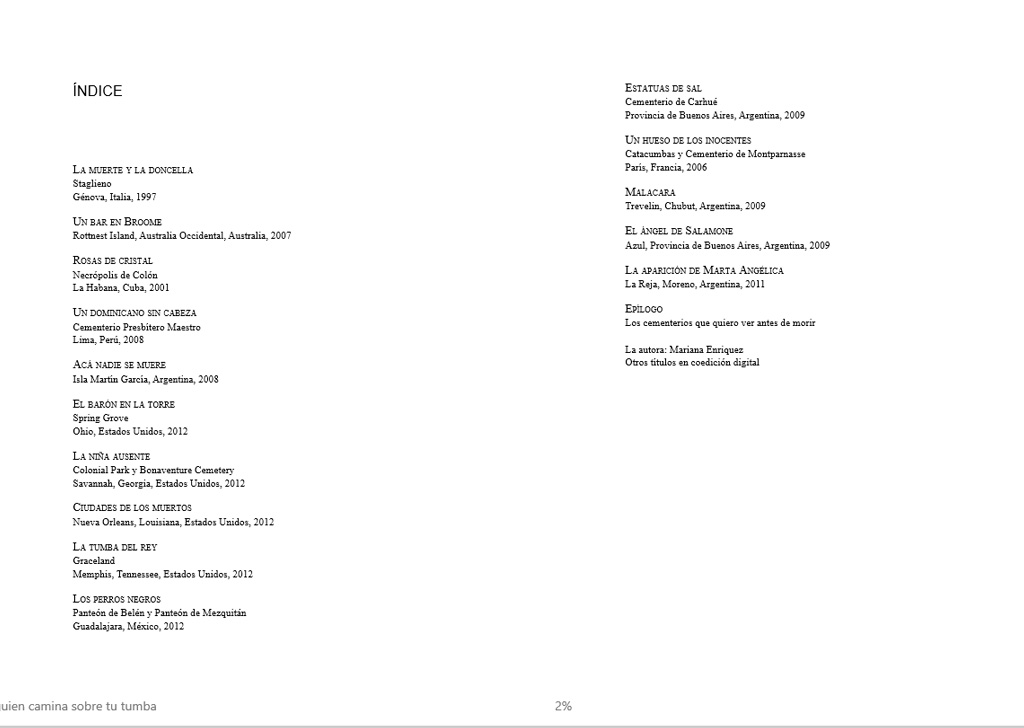 ÍNDICE
LA MUERTE Y LA DONCELLA
Staglieno
Génova, Italia, 1997
UN BAR EN BROOME
Rottnest Island, Australia Occidental, Australia, 2007
ROSAS DE CRISTAL
Necrópolis de Colón
La Habana, Cuba, 2001
UN DOMINICANO SIN CABEZA
Cementerio Presbítero Maestro
Lima, Perú, 2008
ACÁ NADIE SE MUERE
Isla Martín García, Argentina, 2008
EL BARÓN EN LA TORRE
Spring Grove
Ohio, Estados Unidos, 2012
LA NIÑA AUSENTE
Colonial Park y Bonaventure Cemetery
Savannah, Georgia, Estados Unidos, 2012
CIUDADES DE LOS MUERTOS
Nueva Orleans, Louisiana, Estados Unidos, 2012
LA TUMBA DEL REY
Graceland
Memphis, Tennessee, Estados Unidos, 2012
LOS PERROS NEGROS
Panteón de Belén y Panteón de Mezquitán
Guadalajara, México, 2012
ESTATUAS DE SAL
Cementerio de Carhué
Provincia de Buenos Aires, Argentina, 2009
UN HUESO DE LOS INOCENTES
Catacumbas y Cementerio de Montparnasse
París, Francia, 2006
MALACARA
Trevelin, Chubut, Argentina, 2009
EL ÁNGEL DE SALAMONE
Azul, Provincia de Buenos Aires, Argentina, 2009
LA APARICIÓN DE MARTA ANGÉLICA
La Reja, Moreno, Argentina, 2011
EPÍLOGO
Los cementerios que quiero ver antes de morir
La autora: Mariana Enriquez
Otros títulos en coedición digital
uien camina sobre tu tumba
2%